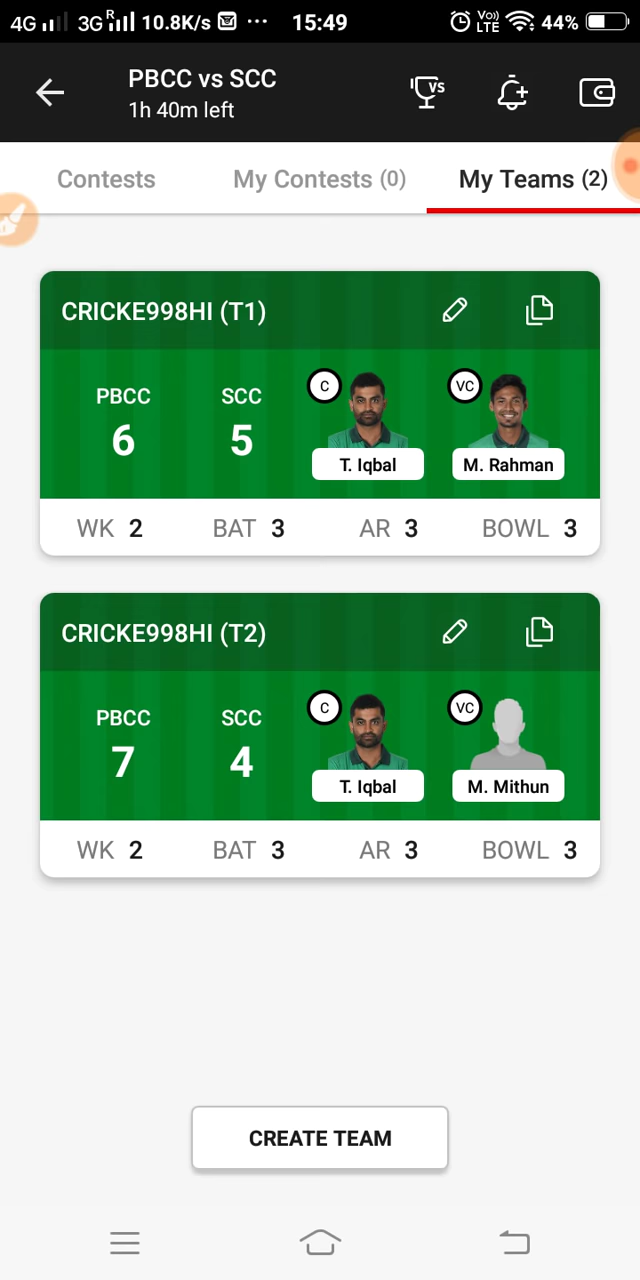 4G 3G R 10.8K/s ··· 15:49 Vo) LTE 44%
PBCC vs SCC
1h 40m left
VS
Contests My Contests (0) My Teams (2)
CRICKE998HI (T1)
PBCC SCC C VC
6 5
T. Iqbal M. Rahman
WK 2 BAT 3 AR 3 BOWL 3
CRICKE998HI (T2)
PBCC SCC C VC
7 4
T. Iqbal M. Mithun
WK 2 BAT 3 AR 3 BOWL 3
CREATE TEAM